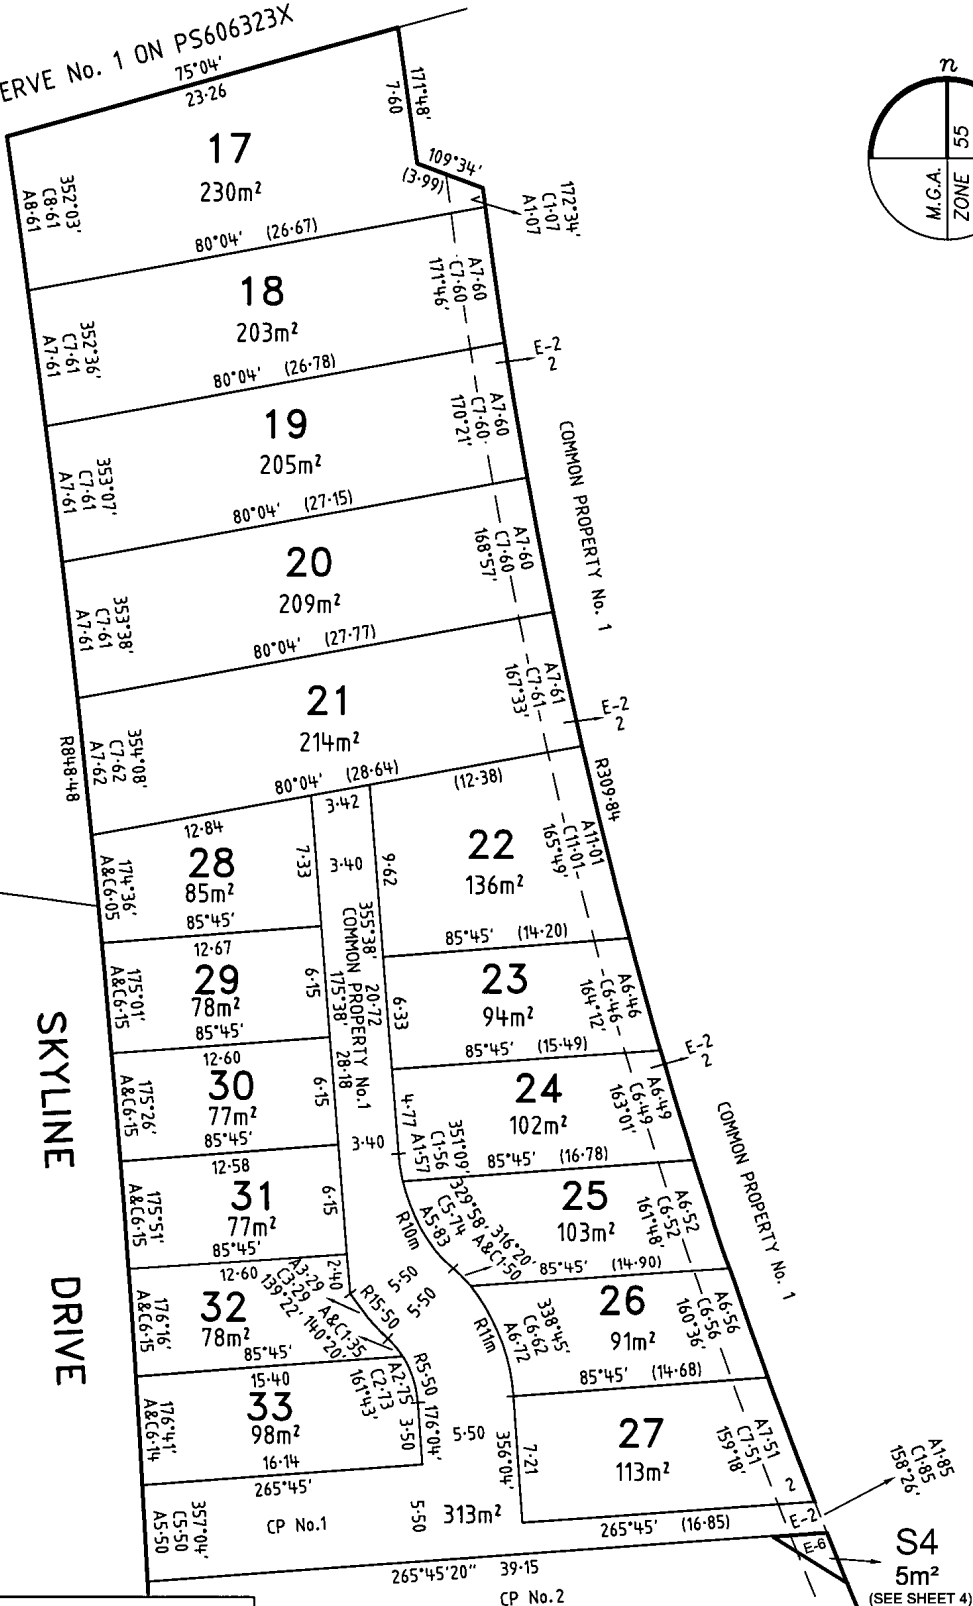 ERVE No. 1 ON PS606323X
75°04'
23·26
171°48'
7·60
109°34'
(3·99)
n
M.G.A.
ZONE 55
17
230m²
352°03'
C8·61
A8·61
172°34'
C1·07
A1·07
80°04' (26·67)
18
203m²
352°36'
C7·61
A7·61
A7·60
C7·60
171°46'
80°04' (26·78)
E-2
2
19
205m²
353°07'
C7·61
A7·61
A7·60
C7·60
170°21'
COMMON PROPERTY No. 1
80°04' (27·15)
20
209m²
353°38'
C7·61
A7·61
A7·60
C7·60
168°57'
80°04' (27·77)
21
214m²
354°08'
C7·62
A7·62
R848·48
A7·61
C7·61
167°33'
E-2
2
80°04' (28·64)
(12·38)
R309·84
12·84
3·42
28
85m²
85°45'
174°36'
A&C6·05
7·33
3·40
9·62
22
136m²
A11·01
C11·01
165°49'
85°45' (14·20)
355°38'
20·72
COMMON PROPERTY No.1
175°38'
28·18
12·67
29
78m²
85°45'
175°01'
A&C6·15
6·15
6·33
23
94m²
A6·46
C6·46
164°12'
85°45' (15·49)
E-2
2
12·60
30
77m²
85°45'
175°26'
A&C6·15
6·15
3·40
4·77
24
102m²
A6·49
C6·49
163°01'
85°45' (16·78)
351°09'
C1·56
A1·57
COMMON PROPERTY No. 1
12·58
31
77m²
85°45'
175°51'
A&C6·15
6·15
R10m
329°58'
C5·74
A5·83
316°20'
A&C1·50
25
103m²
A6·52
C6·52
161°48'
85°45' (14·90)
12·60
32
78m²
85°45'
176°16'
A&C6·15
2·40
A3·29
C3·29
139°22'
A&C1·35
140°20'
R15·50
5·50
5·50
R11m
338°45'
C6·62
A6·72
26
91m²
A6·56
C6·56
160°36'
85°45' (14·68)
15·40
33
98m²
16·14
176°41'
A&C6·14
R5·50
A2·75
C2·73
161°43'
176°04'
3·50
5·50
356°04'
7·21
27
113m²
A7·51
C7·51
159°18'
2
A1·85
C1·85
158°26'
265°45'
357°04'
C5·50
A5·50
CP No.1
5·50
313m²
265°45' (16·85)
E-2
E-6
S4
5m²
(SEE SHEET 4)
265°45'20" 39·15
CP No.2
SKYLINE DRIVE